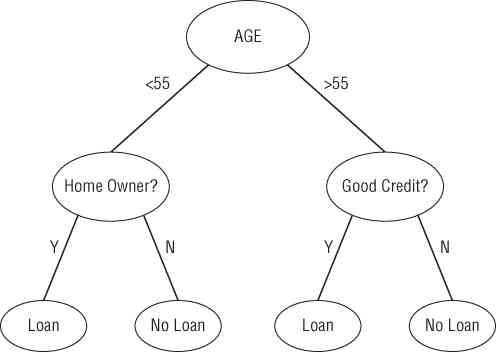 AGE
<55
>55
Home Owner?
Good Credit?
Y
N
Y
N
Loan
No Loan
Loan
No Loan